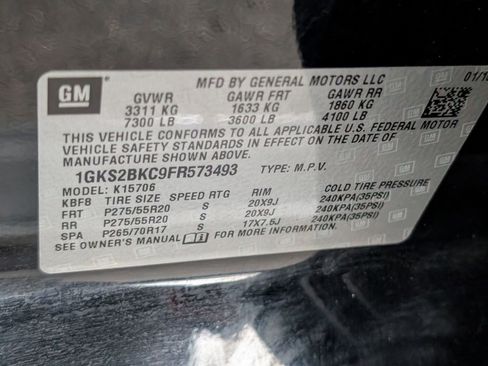 GM
MFD BY GENERAL MOTORS LLC
01/1
GVWR GAWR FRT GAWR RR
3311 KG 1633 KG 1860 KG
7300 LB 3600 LB 4100 LB
THIS VEHICLE CONFORMS TO ALL APPLICABLE U.S. FEDERAL MOTOR
VEHICLE SAFETY STANDARDS IN EFFECT ON THE DATE OF
MANUFACTURE SHOWN ABOVE.
1GKS2BKC9FR573493 TYPE: M.P.V.
MODEL: K15706
KBF8 TIRE SIZE SPEED RTG RIM COLD TIRE PRESSURE
FRT P275/55R20 S 20X9J 240KPA(35PSI)
RR P275/55R20 S 20X9J 240KPA(35PSI)
SPA P265/70R17 S 17X7.5J 240KPA(35PSI)
SEE OWNER'S MANUAL FOR MORE INFORMATION.